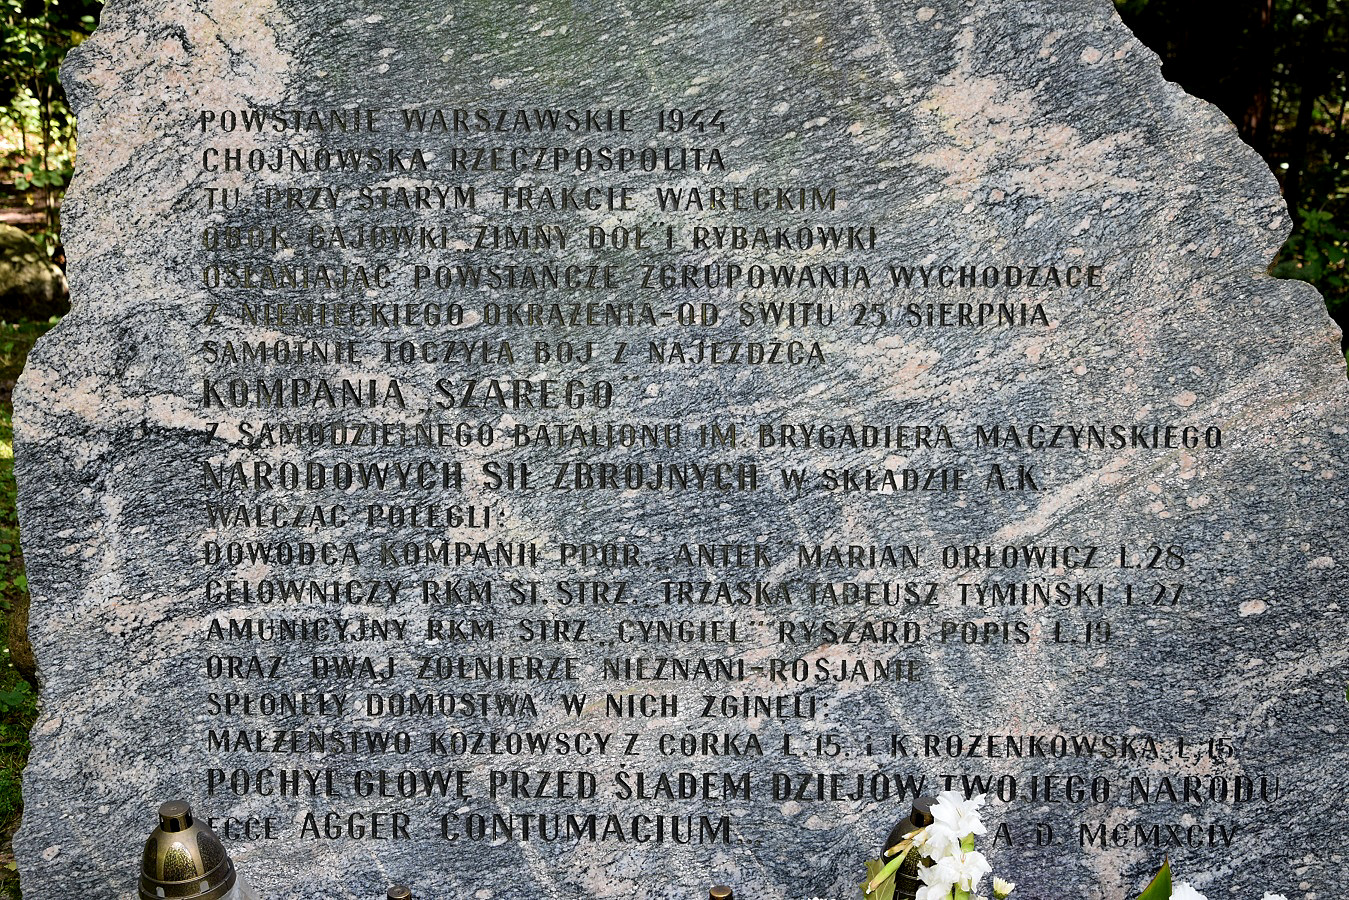 POWSTANIE WARSZAWSKIE 1944
CHOJNOWSKA RZECZPOSPOLITA
TU, PRZY STARYM TRAKCIE WARECKIM
OBOK GAJÓWKI „ZIMNY DÓŁ" I RYBAKÓWKI
OSŁANIAJĄC POWSTAŃCZE ZGRUPOWANIA WYCHODZĄCE
Z NIEMIECKIEGO OKRĄŻENIA-OD ŚWITU 25 SIERPNIA
SAMOTNIE TOCZYŁA BÓJ Z NAJEŹDŹCĄ
KOMPANIA „SZAREGO"
Z SAMODZIELNEGO BATALIONU IM. BRYGADIERA MĄCZYŃSKIEGO
NARODOWYCH SIŁ ZBROJNYCH W SKŁADZIE A.K.
WALCZĄC POLEGLI:
DOWÓDCA KOMPANII PPOR. „ANTEK" MARIAN ORŁOWICZ L.28
CELOWNICZY RKM ST. STRZ. „TRZASKA" TADEUSZ TYMIŃSKI L.27
AMUNICYJNY RKM STRZ. „CYNGIEL" RYSZARD POPIS Ł.19
ORAZ DWAJ ŻOŁNIERZE NIEZNANI-ROSJANIE
SPŁONĘŁY DOMOSTWA W NICH ZGINĘLI:
MAŁŻEŃSTWO KOZŁOWSCY Z CÓRKĄ L.15. i K.ROŻENKOWSKA L.15
POCHYL GŁOWĘ PRZED ŚLADEM DZIEJÓW TWOJEGO NARODU
ECCE AGGER CONTUMACIUM... A. D. MCMXCIV